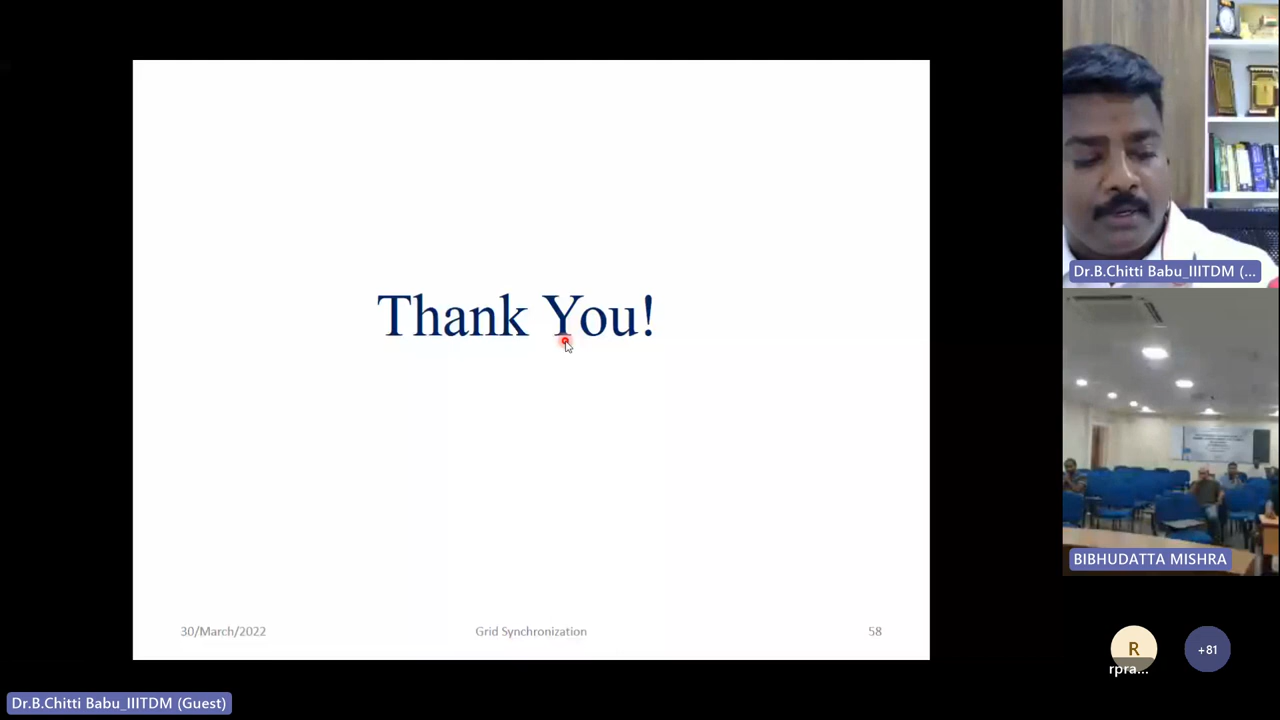 Thank You!
30/March/2022
Grid Synchronization
58
Dr.B.Chitti Babu_IIITDM (...
BIBHUDATTA MISHRA
R
rpra...
+81
Dr.B.Chitti Babu_IIITDM (Guest)